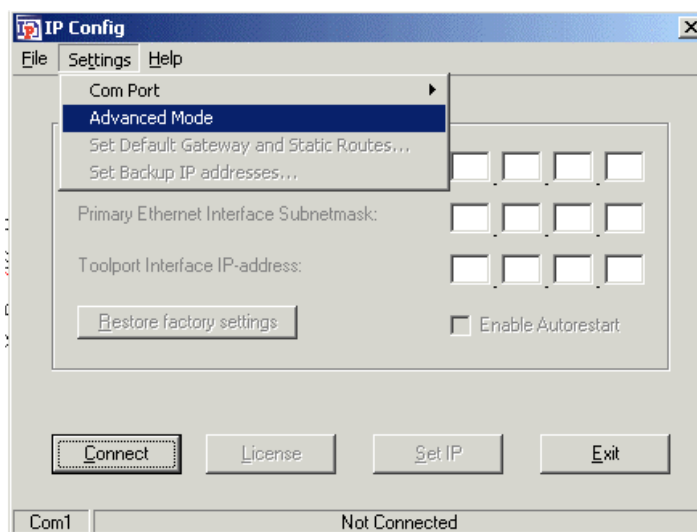 IP Config
File Settings Help
Com Port
Advanced Mode
Set Default Gateway and Static Routes...
Set Backup IP addresses...
Primary Ethernet Interface Subnetmask:
Toolport Interface IP-address:
Restore factory settings
Enable Autorestart
Connect License Set IP Exit
Com1 Not Connected